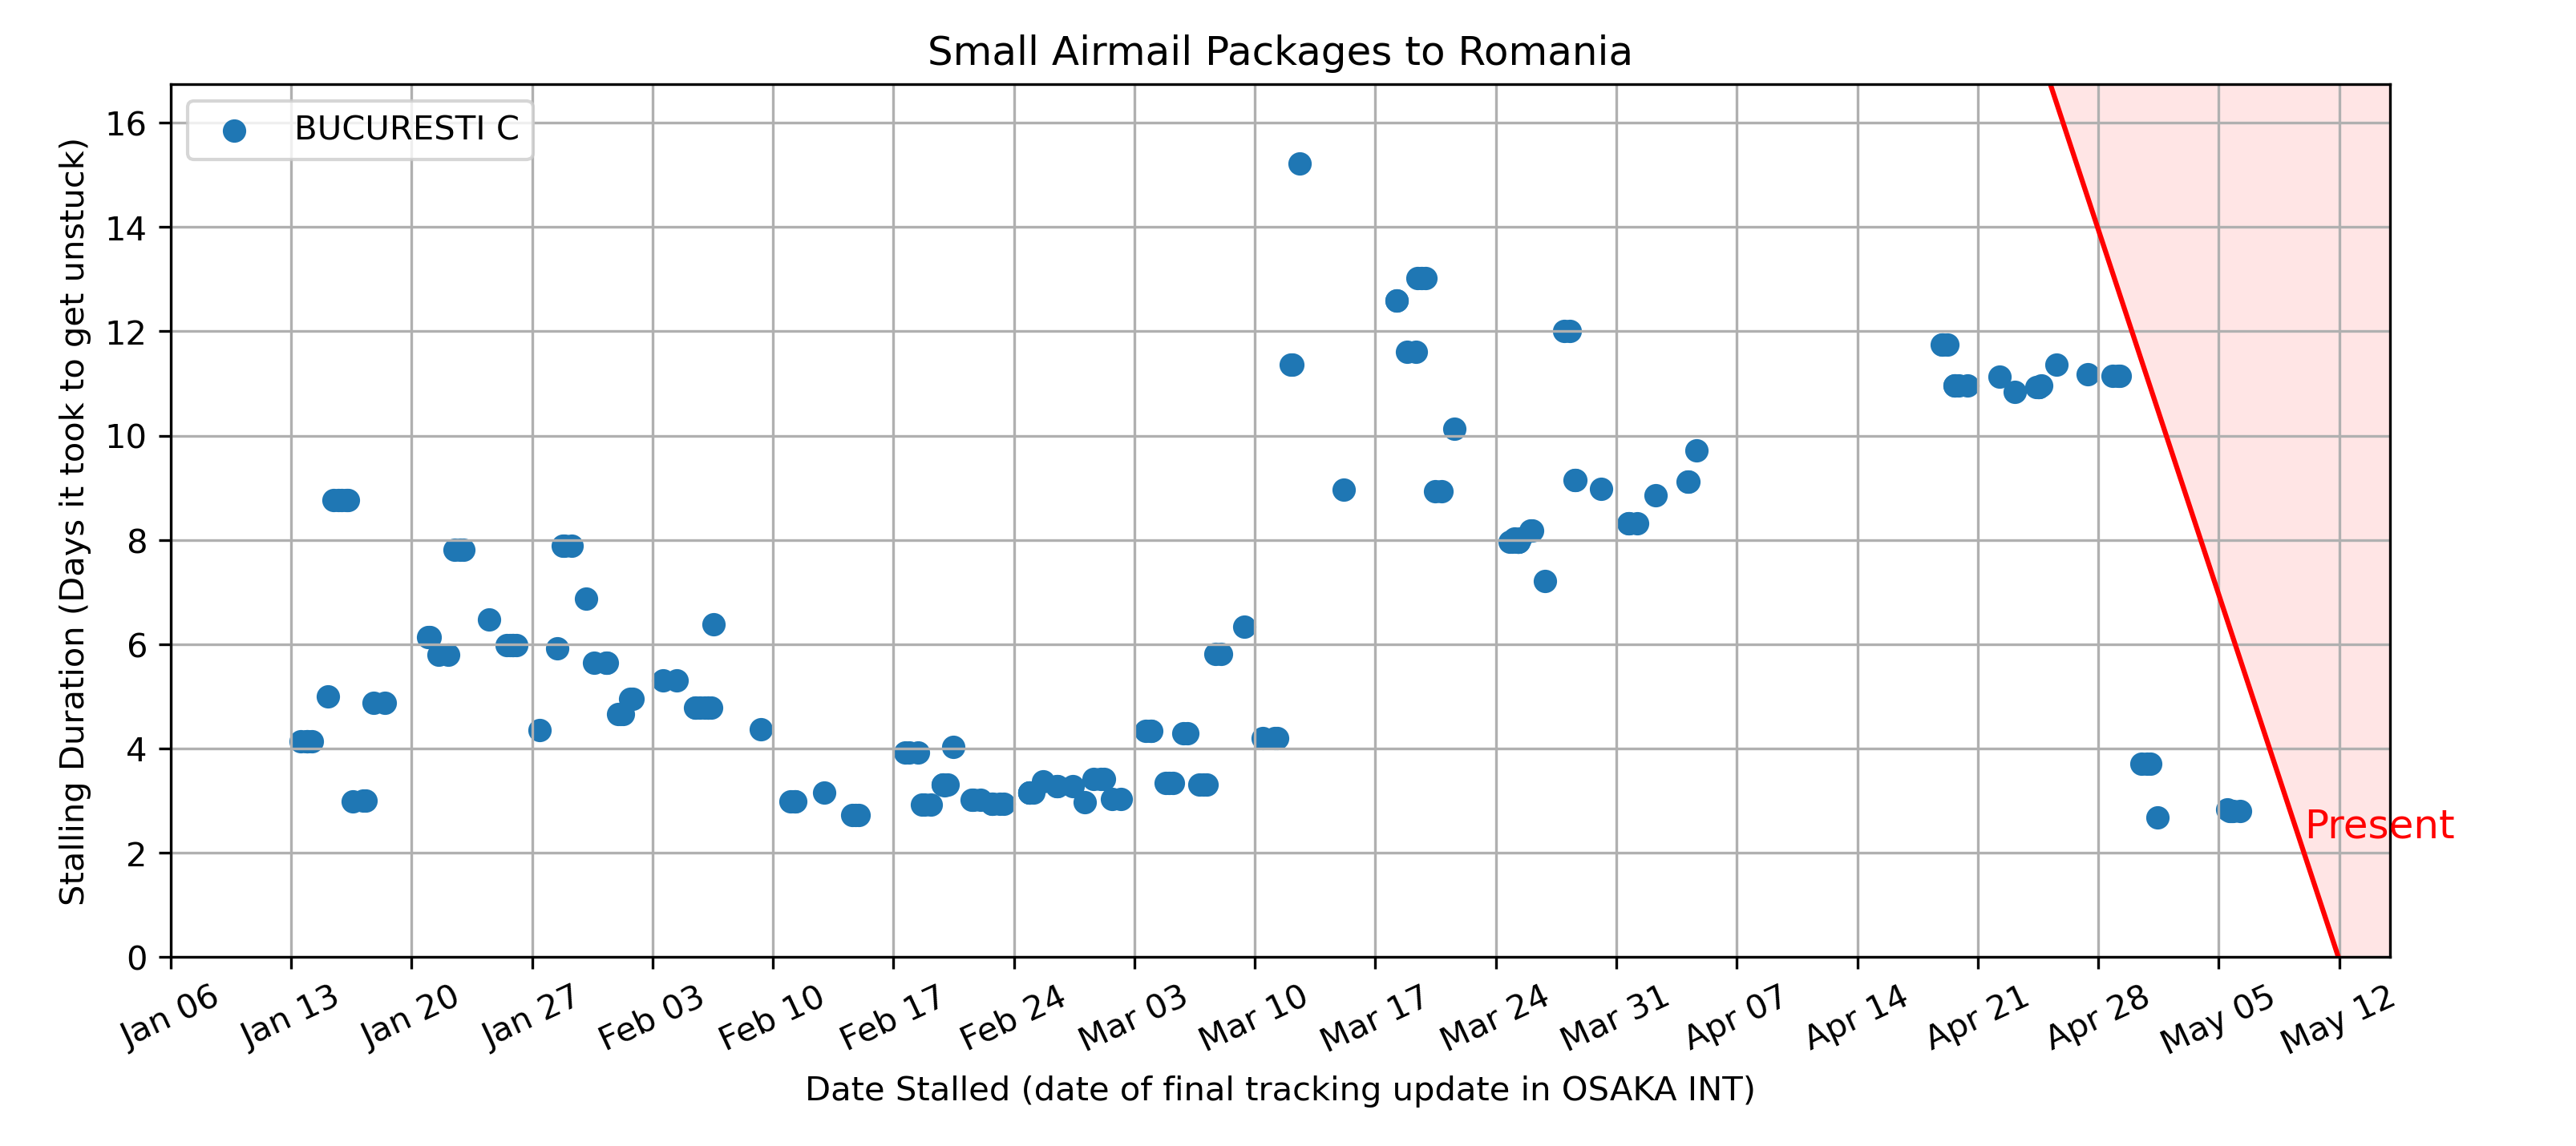 Small Airmail Packages to Romania
BUCURESTI C
Stalling Duration (Days it took to get unstuck)
16
14
12
10
8
6
4
2
0
Present
Jan 06
Jan 13
Jan 20
Jan 27
Feb 03
Feb 10
Feb 17
Feb 24
Mar 03
Mar 10
Mar 17
Mar 24
Mar 31
Apr 07
Apr 14
Apr 21
Apr 28
May 05
May 12
Date Stalled (date of final tracking update in OSAKA INT)